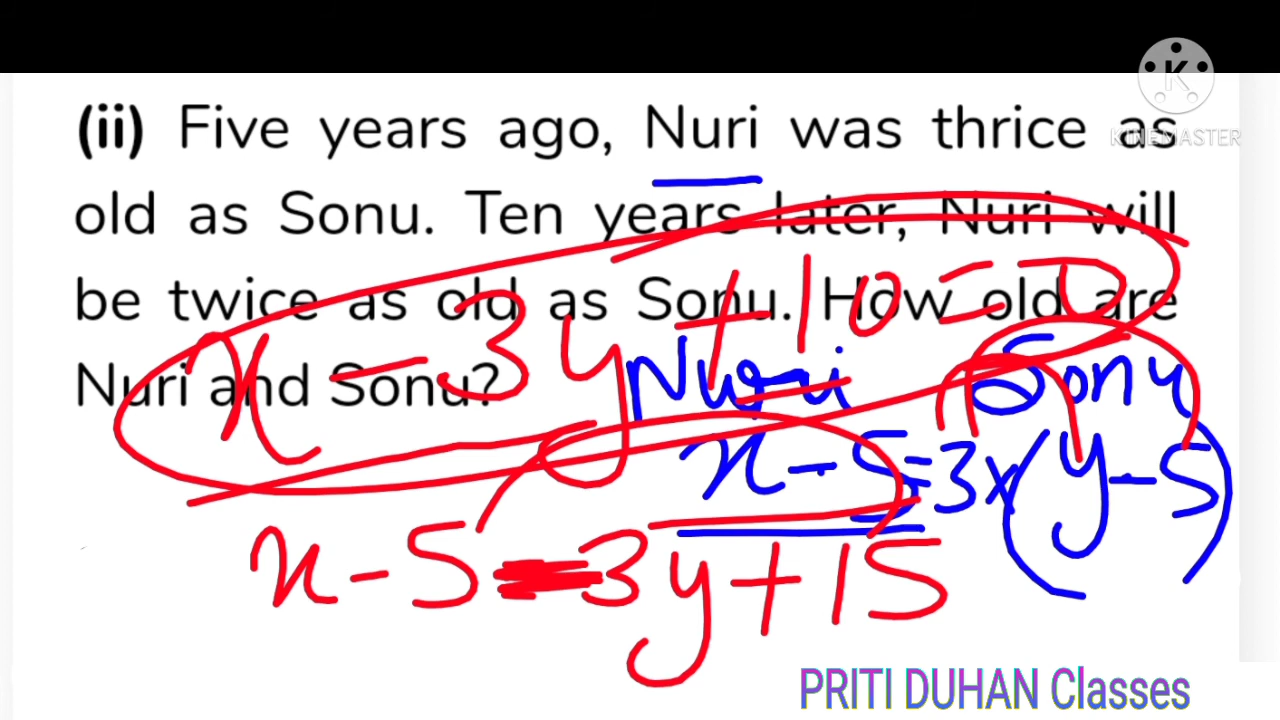 KINEMASTER
(ii) Five years ago, Nuri was thrice as
old as Sonu. Ten years later, Nuri will
be twice as old as Sonu. How old are
Nuri and Sonu?
x - 3y + 10 = 0
Nuri Sonu
x - 5 = 3x(y - 5)
x - 5 - 3y + 15
PRITI DUHAN Classes